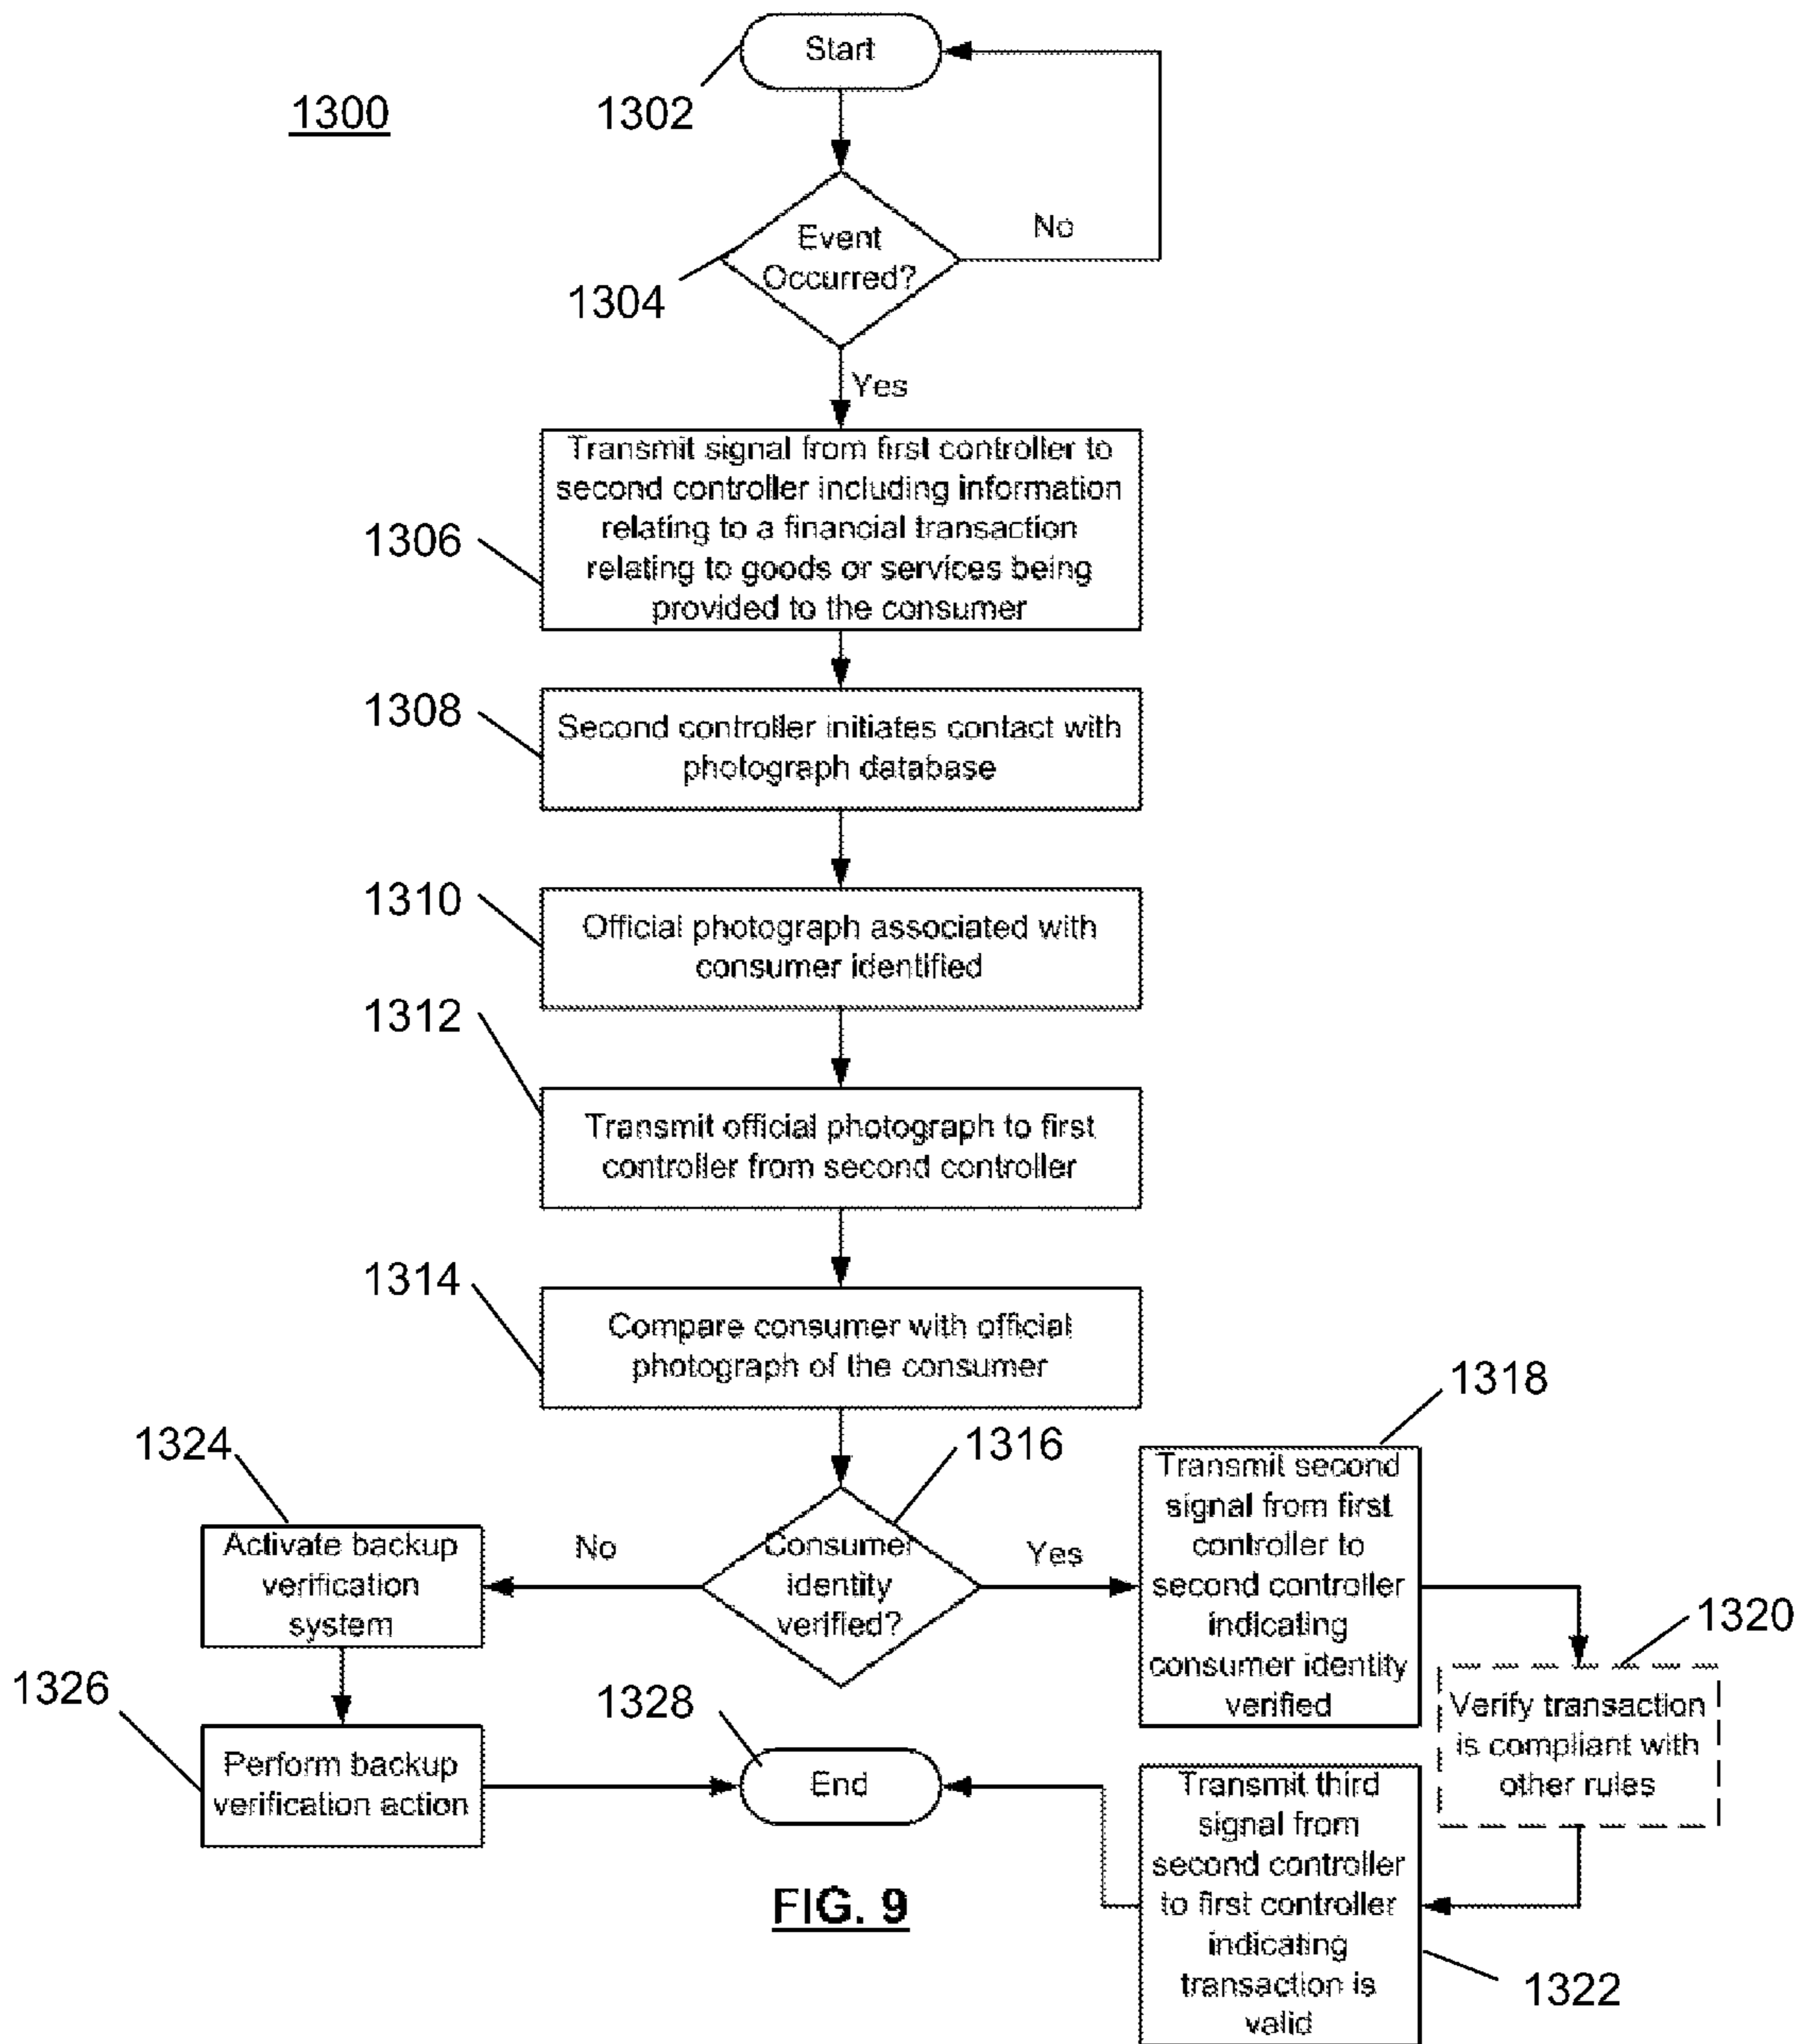 Start
1302
1300
Event
Occurred?
No
1304
Yes
Transmit signal from first controller to
second controller including information
relating to a financial transaction
relating to goods or services being
provided to the consumer
1306
1308
Second controller initiates contact with
photograph database
1310
Official photograph associated with
consumer identified
1312
Transmit official photograph to first
controller from second controller
1314
Compare consumer with official
photograph of the consumer
1318
1324
1316
Activate backup
verification
system
No
Consumer
identity
verified?
Yes
Transmit second
signal from first
controller to
second controller
indicating
consumer identity
verified
1320
Verify transaction
is compliant with
other rules
1326
Perform backup
verification action
1328
End
Transmit third
signal from
second controller
to first controller
indicating
transaction is
valid
1322
FIG. 9